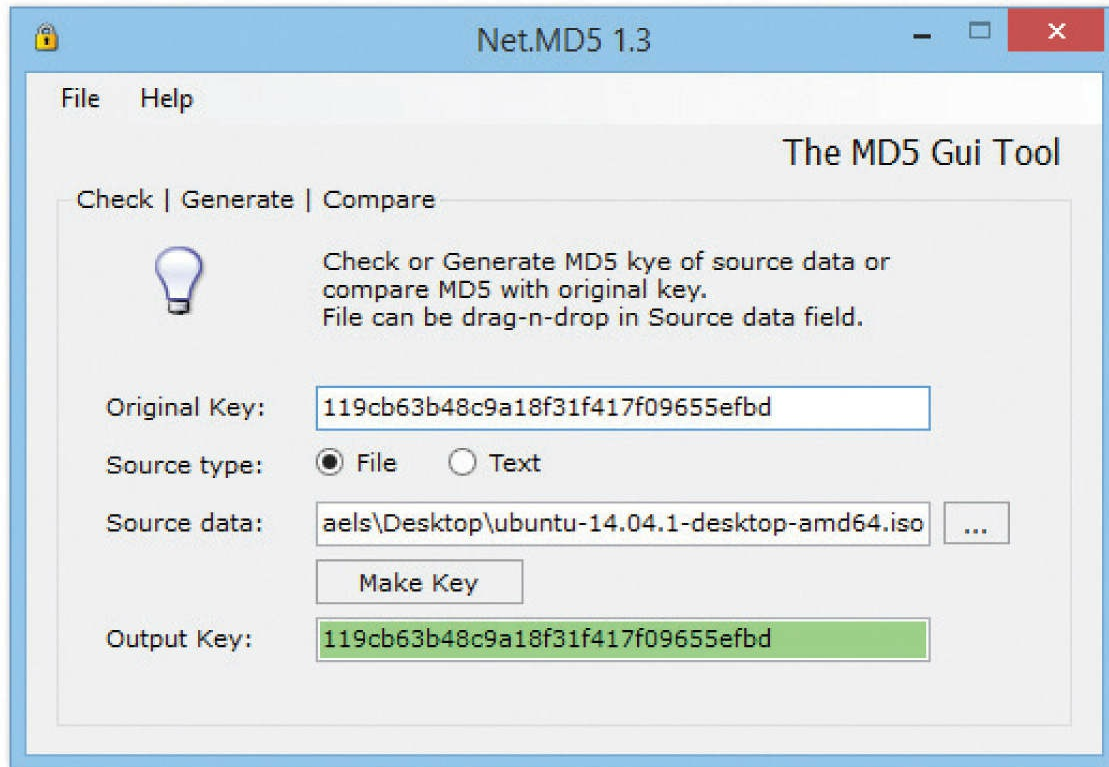 Net.MD5 1.3
File Help
The MD5 Gui Tool
Check | Generate | Compare
Check or Generate MD5 kye of source data or
compare MD5 with original key.
File can be drag-n-drop in Source data field.
Original Key: 119cb63b48c9a18f31f417f09655efbd
Source type: File Text
Source data: aels\Desktop\ubuntu-14.04.1-desktop-amd64.iso ...
Make Key
Output Key: 119cb63b48c9a18f31f417f09655efbd